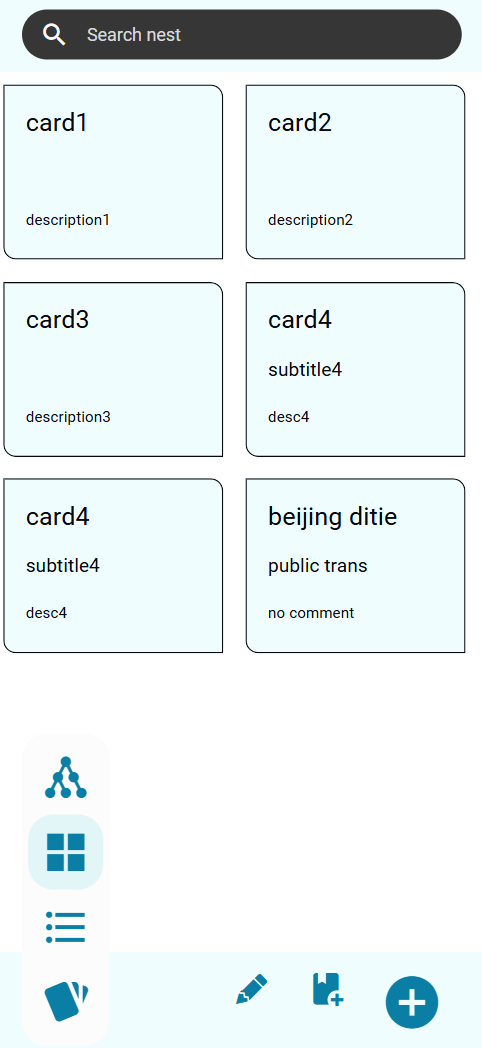 Search nest
card1
description1
card2
description2
card3
description3
card4
subtitle4
desc4
card4
subtitle4
desc4
beijing ditie
public trans
no comment